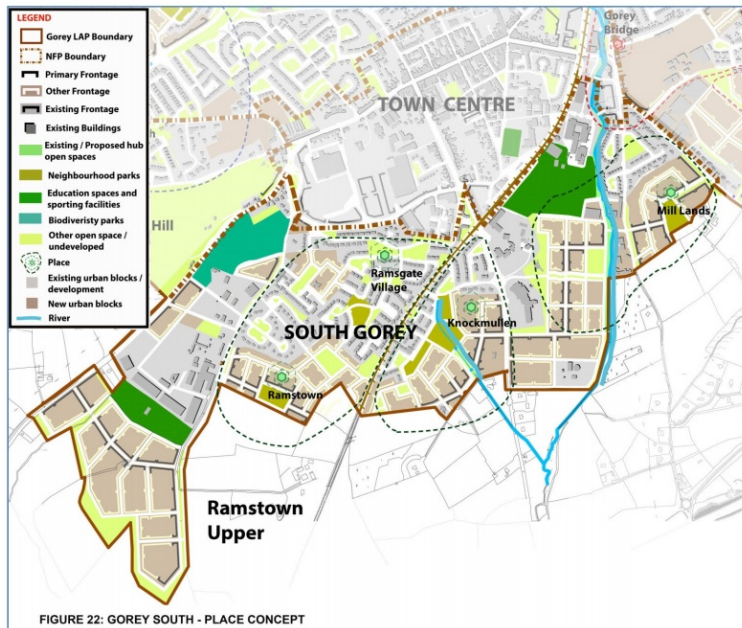 LEGEND
Gorey LAP Boundary
NFP Boundary
Primary Frontage
Other Frontage
Existing Frontage
Existing Buildings
Existing / Proposed hub
open spaces
Neighbourhood parks
Education spaces and
sporting facilities
Biodiveristy parks
Other open space /
undeveloped
Place
Existing urban blocks /
development
New urban blocks
River
Gorey
Bridge
TOWN CENTRE
Hill
Mill Lands
Ramsgate
Village
SOUTH GOREY
Knockmullen
Ramstown
Ramstown
Upper
FIGURE 22: GOREY SOUTH - PLACE CONCEPT